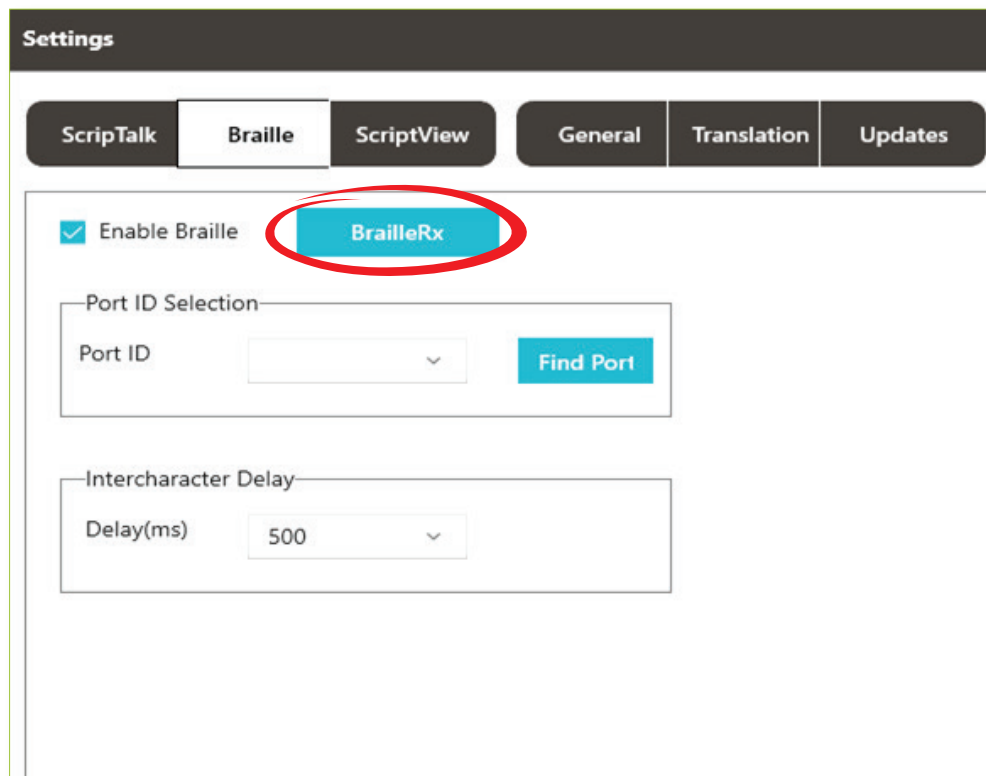 Settings
ScripTalk Braille ScriptView General Translation Updates
Enable Braille BrailleRx
Port ID Selection
Port ID Find Port
Intercharacter Delay
Delay(ms) 500